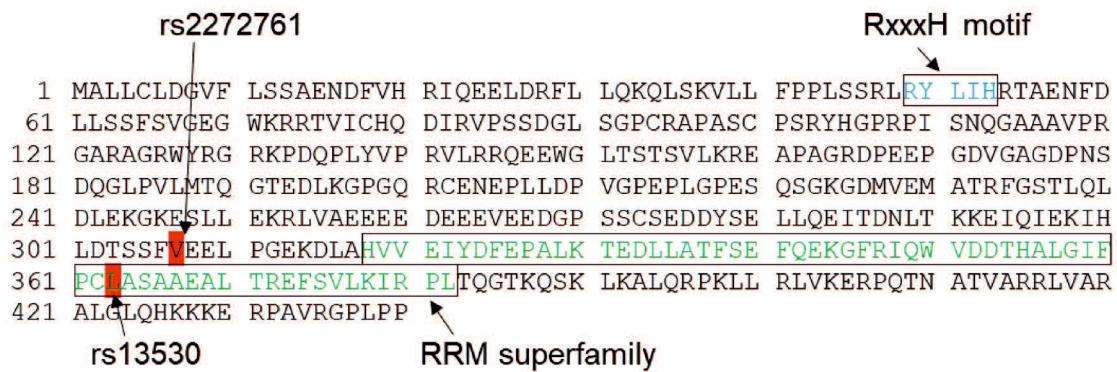 rs2272761 RxxxH motif
1 MALLCLDGVF LSSAENDFVH RIQEELDRFL LQKQLSKVLL FPPLSSRLRY LIHRTAENFD
61 LLSSFSVGEG WKRRTVICHQ DIRVPSSDGL SGPCRAPASC PSRYHGPRPI SNQGAAAVPR
121 GARAGRWYRG RKPDQPLYVP RVLRRQEEWG LTSTSVLKRE APAGRDPEEP GDVGAGDPNS
181 DQGLPVLMTQ GTEDLKGPGQ RCENEPLLDP VGPEPLGPES QSGKGDMVEM ATRFGSTLQL
241 DLEKGKESLL EKRLVAEEEE DEEEVEEDGP SSCSEDDYSEL LQEITDNLT KKEIQIEKIH
301 LDTSSFVEEL PGEKDLAHVV EIYDFEPALK TEDLLATFSE FQEKGFRIQW VDDTHALGIF
361 PCLASAAEAL TREFSVLKIR PLTQGTKQSK LKALQRPKLL RLVKERPQTN ATVARRLVAR
421 ALGLQHKKKE RPAVRGPLPP
rs13530 RRM superfamily